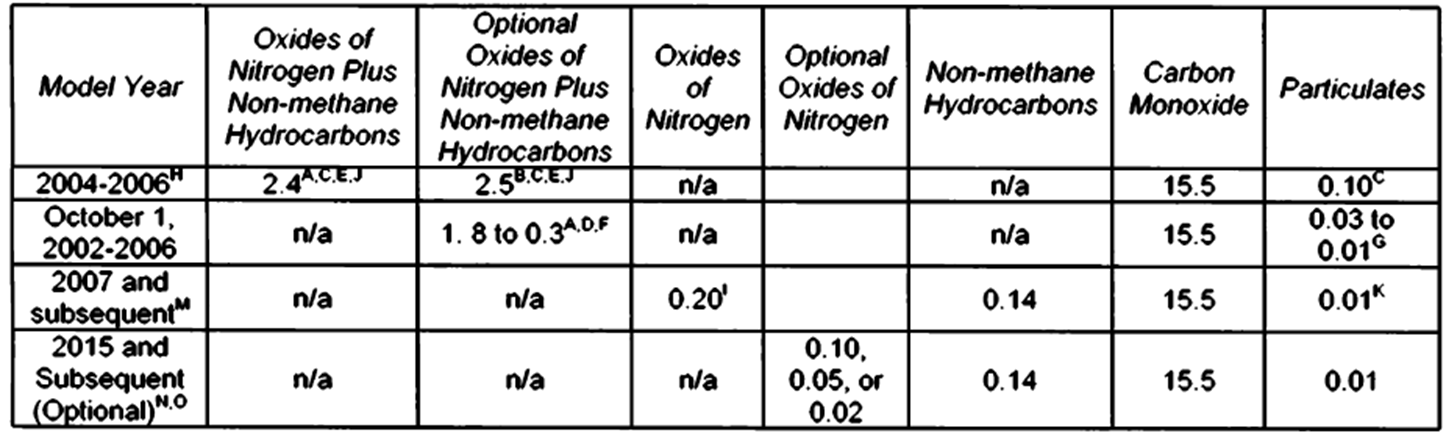 Model Year
Oxides of
Nitrogen Plus
Non-methane
Hydrocarbons
Optional
Oxides of
Nitrogen Plus
Non-methane
Hydrocarbons
Oxides
of
Nitrogen
Optional
Oxides of
Nitrogen
Non-methane
Hydrocarbons
Carbon
Monoxide
Particulates
2004-2006ᴴ
2.4ᴬ·ᶜ·ᴱ·ᴶ
2.5ᴮ·ᶜ·ᴱ·ᴶ
n/a
n/a
15.5
0.10ᶜ
October 1,
2002-2006
n/a
1. 8 to 0.3ᴬ·ᴰ·ꟳ
n/a
n/a
15.5
0.03 to
0.01ᴳ
2007 and
subsequentᴹ
n/a
n/a
0.20ᴵ
0.14
15.5
0.01ᴷ
2015 and
Subsequent
(Optional)ᴺ·ᴼ
n/a
n/a
n/a
0.10,
0.05, or
0.02
0.14
15.5
0.01